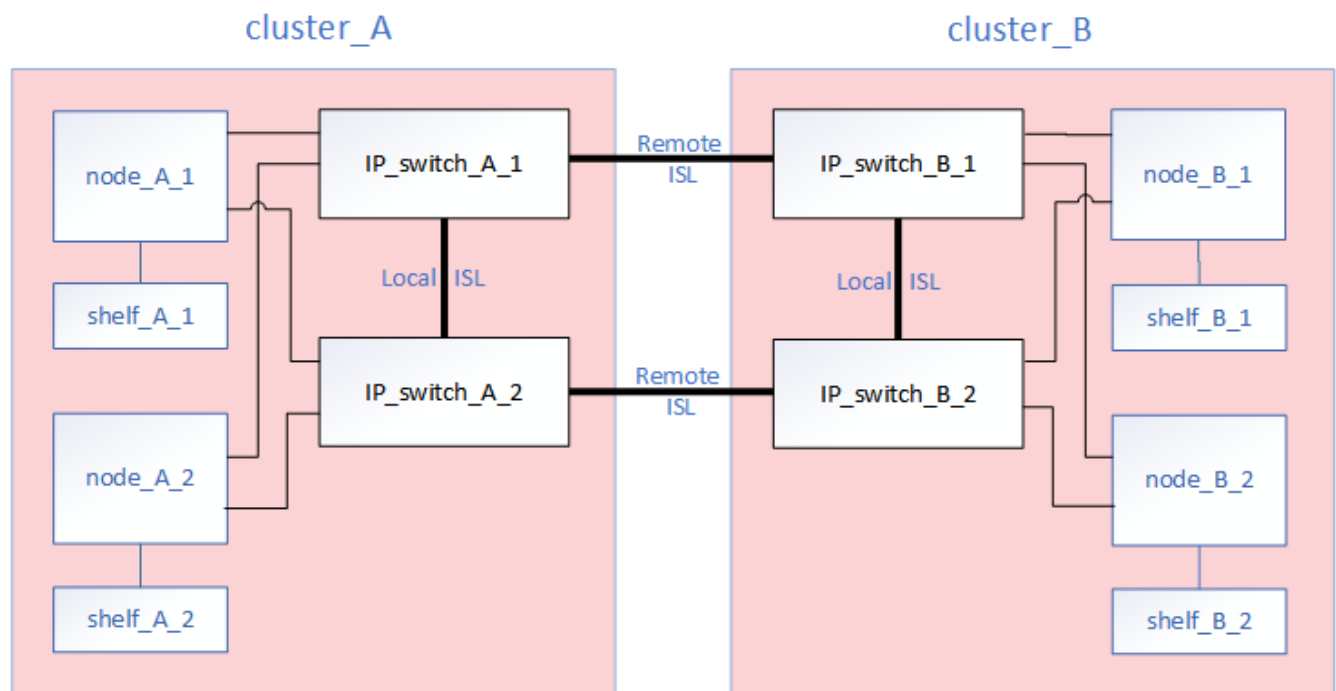 cluster_A
cluster_B
node_A_1
IP_switch_A_1
Remote
ISL
IP_switch_B_1
node_B_1
shelf_A_1
Local ISL
Local ISL
shelf_B_1
node_A_2
IP_switch_A_2
Remote
ISL
IP_switch_B_2
node_B_2
shelf_A_2
shelf_B_2